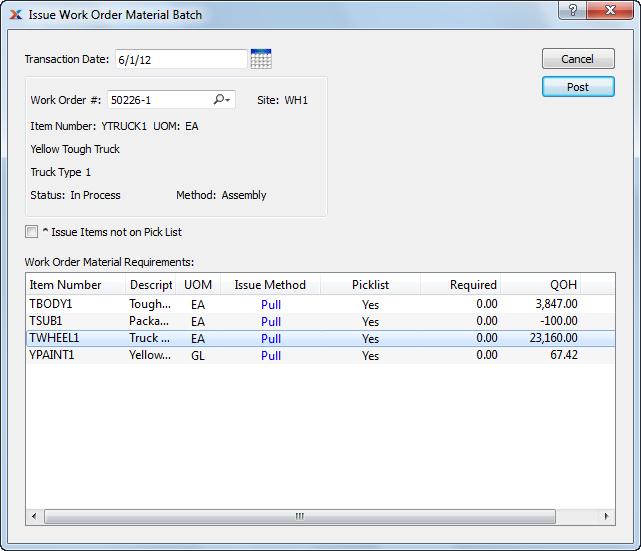 Issue Work Order Material Batch
Transaction Date: 6/1/12
Cancel
Post
Work Order #: 50226-1 Site: WH1
Item Number: YTRUCK1 UOM: EA
Yellow Tough Truck
Truck Type 1
Status: In Process Method: Assembly
^ Issue Items not on Pick List
Work Order Material Requirements:
Item Number Descript UOM Issue Method Picklist Required QOH
TBODY1 Tough... EA Pull Yes 0.00 3,847.00
TSUB1 Packa... EA Pull Yes 0.00 -100.00
TWHEEL1 Truck ... EA Pull Yes 0.00 23,160.00
YPAINT1 Yellow... GL Pull Yes 0.00 67.42